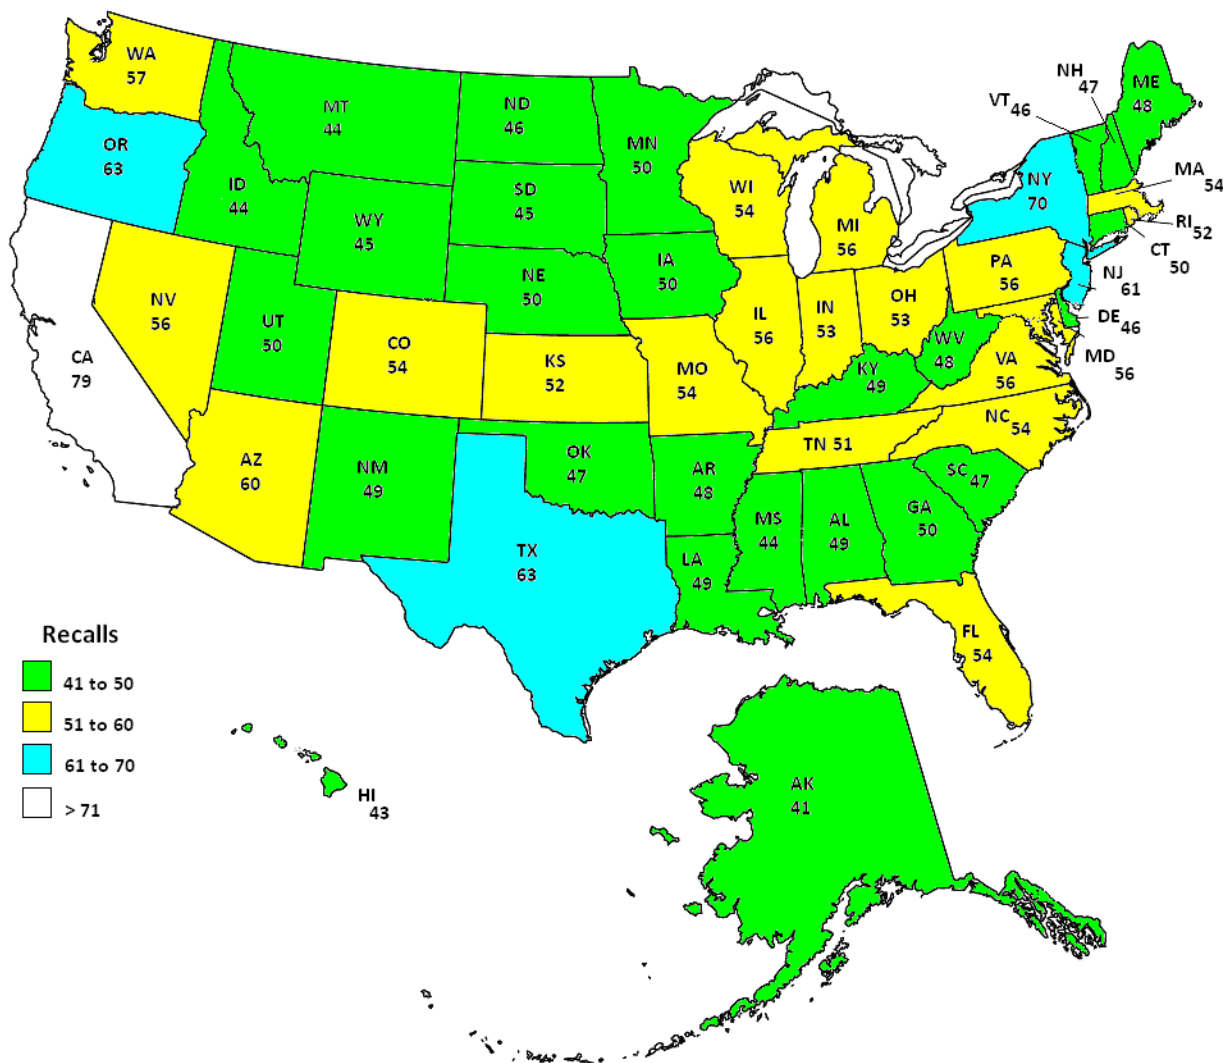 WA
57
OR
63
CA
79
NV
56
ID
44
MT
44
WY
45
UT
50
AZ
60
CO
54
NM
49
ND
46
SD
45
NE
50
KS
52
OK
47
TX
63
MN
50
IA
50
MO
54
AR
48
LA
49
WI
54
IL
56
MI
56
IN
53
OH
53
KY
49
TN 51
MS
44
AL
49
GA
50
FL
54
SC
47
NC
54
VA
56
WV
48
PA
56
NY
70
VT
46
NH
47
ME
48
MA
54
RI
52
CT
50
NJ
61
DE
46
MD
56
HI
43
AK
41
Recalls
41 to 50
51 to 60
61 to 70
> 71